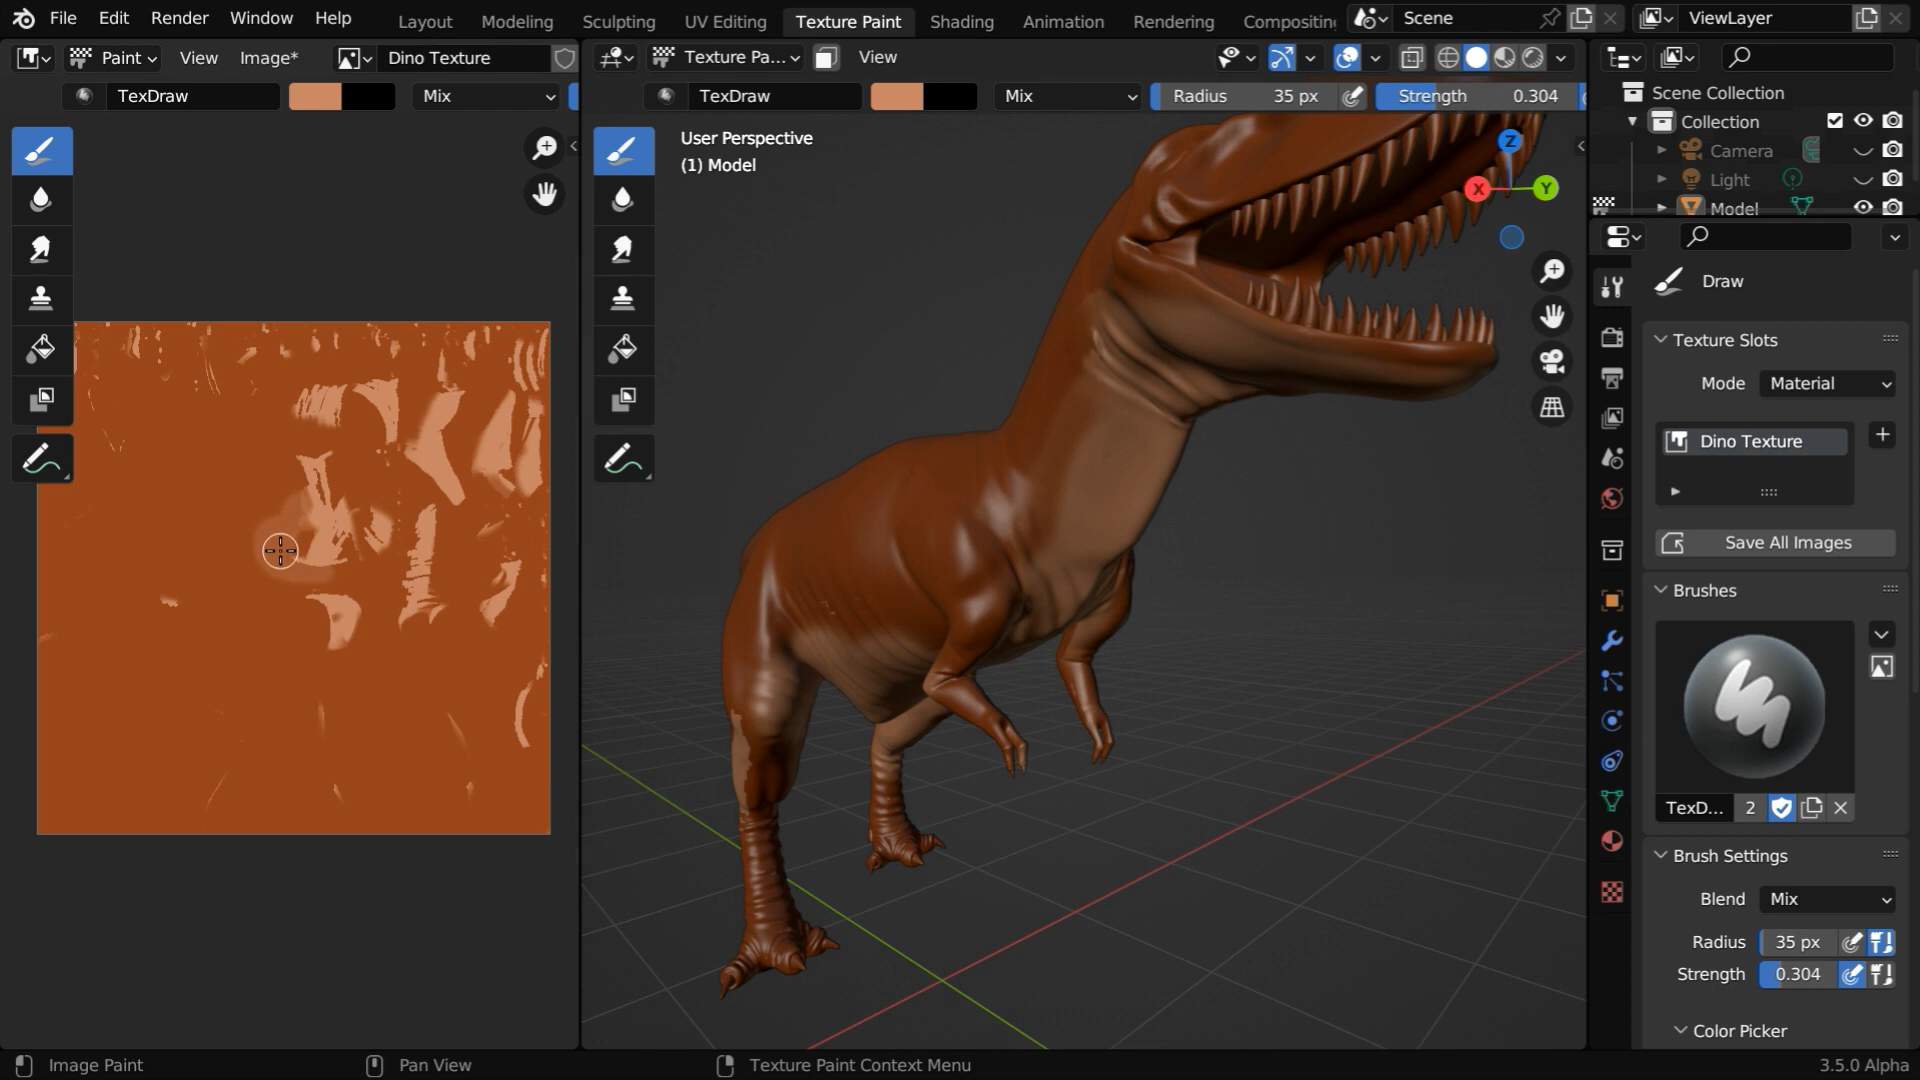 File Edit Render Window Help Layout Modeling Sculpting UV Editing Texture Paint Shading Animation Rendering Compositin Scene ViewLayer
Paint View Image* Dino Texture
TexDraw Mix
Texture Pa... View
TexDraw Mix Radius 35 px Strength 0.304
User Perspective
(1) Model
Z
X
Y
Scene Collection
Collection
Camera
Light
Model
Draw
Texture Slots
Mode Material
Dino Texture
Save All Images
Brushes
TexD... 2
Brush Settings
Blend Mix
Radius 35 px
Strength 0.304
Color Picker
Image Paint Pan View Texture Paint Context Menu 3.5.0 Alpha